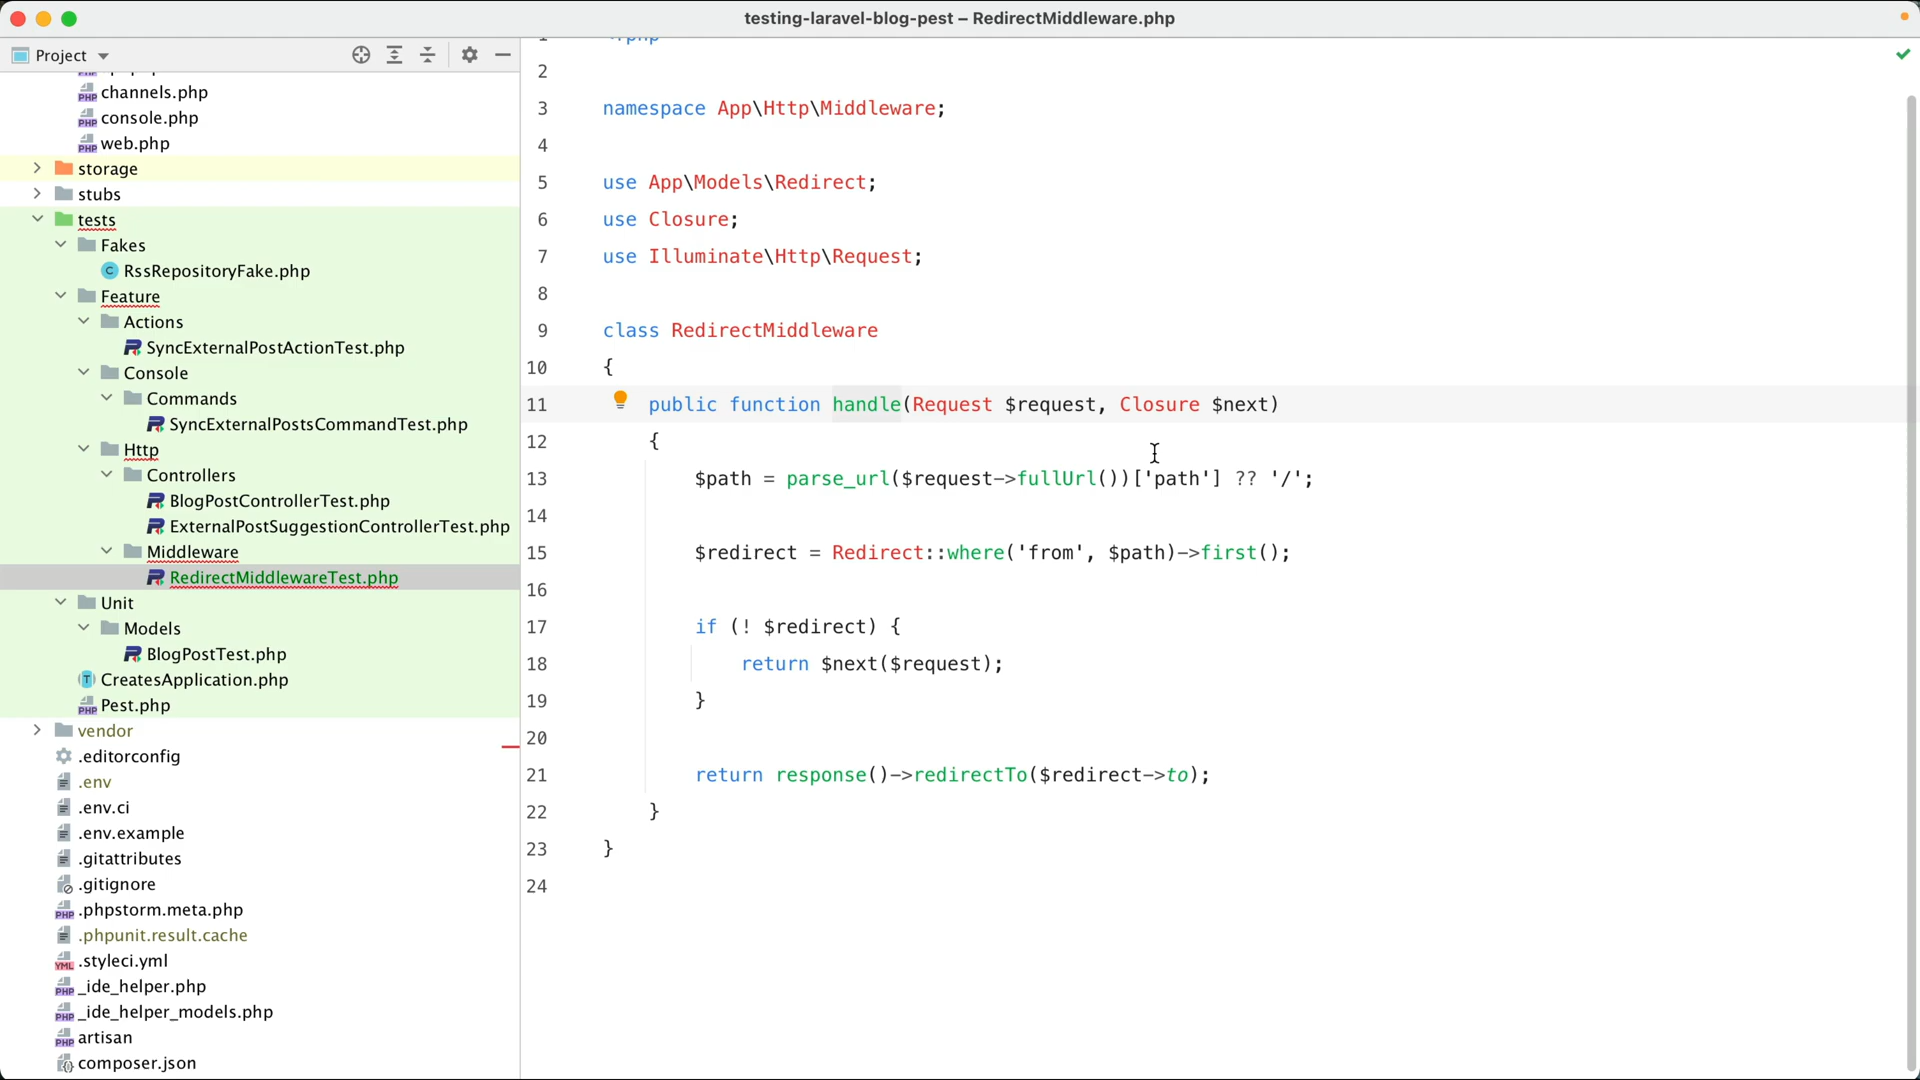 testing-laravel-blog-pest – RedirectMiddleware.php
Project
channels.php
console.php
web.php
storage
stubs
tests
Fakes
RssRepositoryFake.php
Feature
Actions
SyncExternalPostActionTest.php
Console
Commands
SyncExternalPostsCommandTest.php
Http
Controllers
BlogPostControllerTest.php
ExternalPostSuggestionControllerTest.php
Middleware
RedirectMiddlewareTest.php
Unit
Models
BlogPostTest.php
CreatesApplication.php
Pest.php
vendor
.editorconfig
.env
.env.ci
.env.example
.gitattributes
.gitignore
.phpstorm.meta.php
.phpunit.result.cache
.styleci.yml
_ide_helper.php
_ide_helper_models.php
artisan
composer.json
1 <?php
2
3 namespace App\Http\Middleware;
4
5 use App\Models\Redirect;
6 use Closure;
7 use Illuminate\Http\Request;
8
9 class RedirectMiddleware
10 {
11 public function handle(Request $request, Closure $next)
12 {
13 $path = parse_url($request->fullUrl())['path'] ?? '/';
14
15 $redirect = Redirect::where('from', $path)->first();
16
17 if (! $redirect) {
18 return $next($request);
19 }
20
21 return response()->redirectTo($redirect->to);
22 }
23 }
24